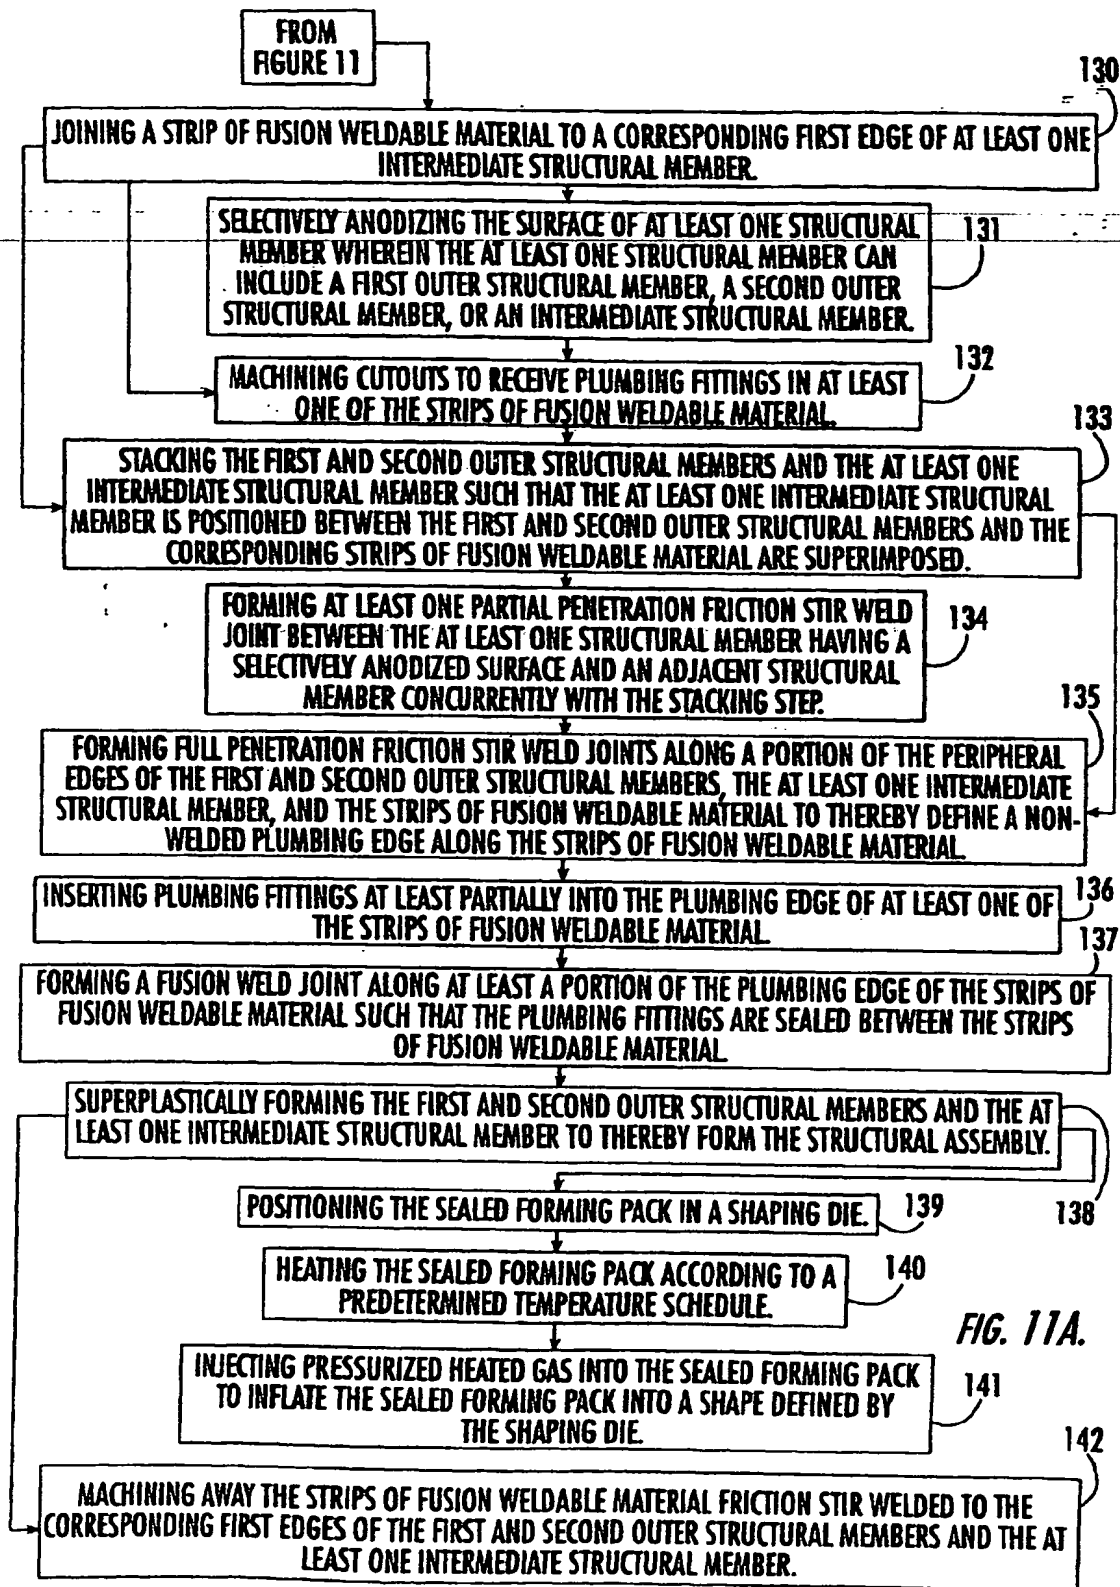 FROM
FIGURE 11
130
JOINING A STRIP OF FUSION WELDABLE MATERIAL TO A CORRESPONDING FIRST EDGE OF AT LEAST ONE
INTERMEDIATE STRUCTURAL MEMBER.
SELECTIVELY ANODIZING THE SURFACE OF AT LEAST ONE STRUCTURAL
MEMBER WHEREIN THE AT LEAST ONE STRUCTURAL MEMBER CAN
INCLUDE A FIRST OUTER STRUCTURAL MEMBER, A SECOND OUTER
STRUCTURAL MEMBER, OR AN INTERMEDIATE STRUCTURAL MEMBER.
131
MACHINING CUTOUTS TO RECEIVE PLUMBING FITTINGS IN AT LEAST
ONE OF THE STRIPS OF FUSION WELDABLE MATERIAL.
132
133
STACKING THE FIRST AND SECOND OUTER STRUCTURAL MEMBERS AND THE AT LEAST ONE
INTERMEDIATE STRUCTURAL MEMBER SUCH THAT THE AT LEAST ONE INTERMEDIATE STRUCTURAL
MEMBER IS POSITIONED BETWEEN THE FIRST AND SECOND OUTER STRUCTURAL MEMBERS AND THE
CORRESPONDING STRIPS OF FUSION WELDABLE MATERIAL ARE SUPERIMPOSED.
FORMING AT LEAST ONE PARTIAL PENETRATION FRICTION STIR WELD
JOINT BETWEEN THE AT LEAST ONE STRUCTURAL MEMBER HAVING A
SELECTIVELY ANODIZED SURFACE AND AN ADJACENT STRUCTURAL
MEMBER CONCURRENTLY WITH THE STACKING STEP.
134
135
FORMING FULL PENETRATION FRICTION STIR WELD JOINTS ALONG A PORTION OF THE PERIPHERAL
EDGES OF THE FIRST AND SECOND OUTER STRUCTURAL MEMBERS, THE AT LEAST ONE INTERMEDIATE
STRUCTURAL MEMBER, AND THE STRIPS OF FUSION WELDABLE MATERIAL TO THEREBY DEFINE A NON-
WELDED PLUMBING EDGE ALONG THE STRIPS OF FUSION WELDABLE MATERIAL.
INSERTING PLUMBING FITTINGS AT LEAST PARTIALLY INTO THE PLUMBING EDGE OF AT LEAST ONE OF
THE STRIPS OF FUSION WELDABLE MATERIAL.
136
137
FORMING A FUSION WELD JOINT ALONG AT LEAST A PORTION OF THE PLUMBING EDGE OF THE STRIPS OF
FUSION WELDABLE MATERIAL SUCH THAT THE PLUMBING FITTINGS ARE SEALED BETWEEN THE STRIPS
OF FUSION WELDABLE MATERIAL
SUPERPLASTICALLY FORMING THE FIRST AND SECOND OUTER STRUCTURAL MEMBERS AND THE AT
LEAST ONE INTERMEDIATE STRUCTURAL MEMBER TO THEREBY FORM THE STRUCTURAL ASSEMBLY.
138
POSITIONING THE SEALED FORMING PACK IN A SHAPING DIE.
139
HEATING THE SEALED FORMING PACK ACCORDING TO A
PREDETERMINED TEMPERATURE SCHEDULE.
140
FIG. 11A.
INJECTING PRESSURIZED HEATED GAS INTO THE SEALED FORMING PACK
TO INFLATE THE SEALED FORMING PACK INTO A SHAPE DEFINED BY
THE SHAPING DIE.
141
142
MACHINING AWAY THE STRIPS OF FUSION WELDABLE MATERIAL FRICTION STIR WELDED TO THE
CORRESPONDING FIRST EDGES OF THE FIRST AND SECOND OUTER STRUCTURAL MEMBERS AND THE AT
LEAST ONE INTERMEDIATE STRUCTURAL MEMBER.